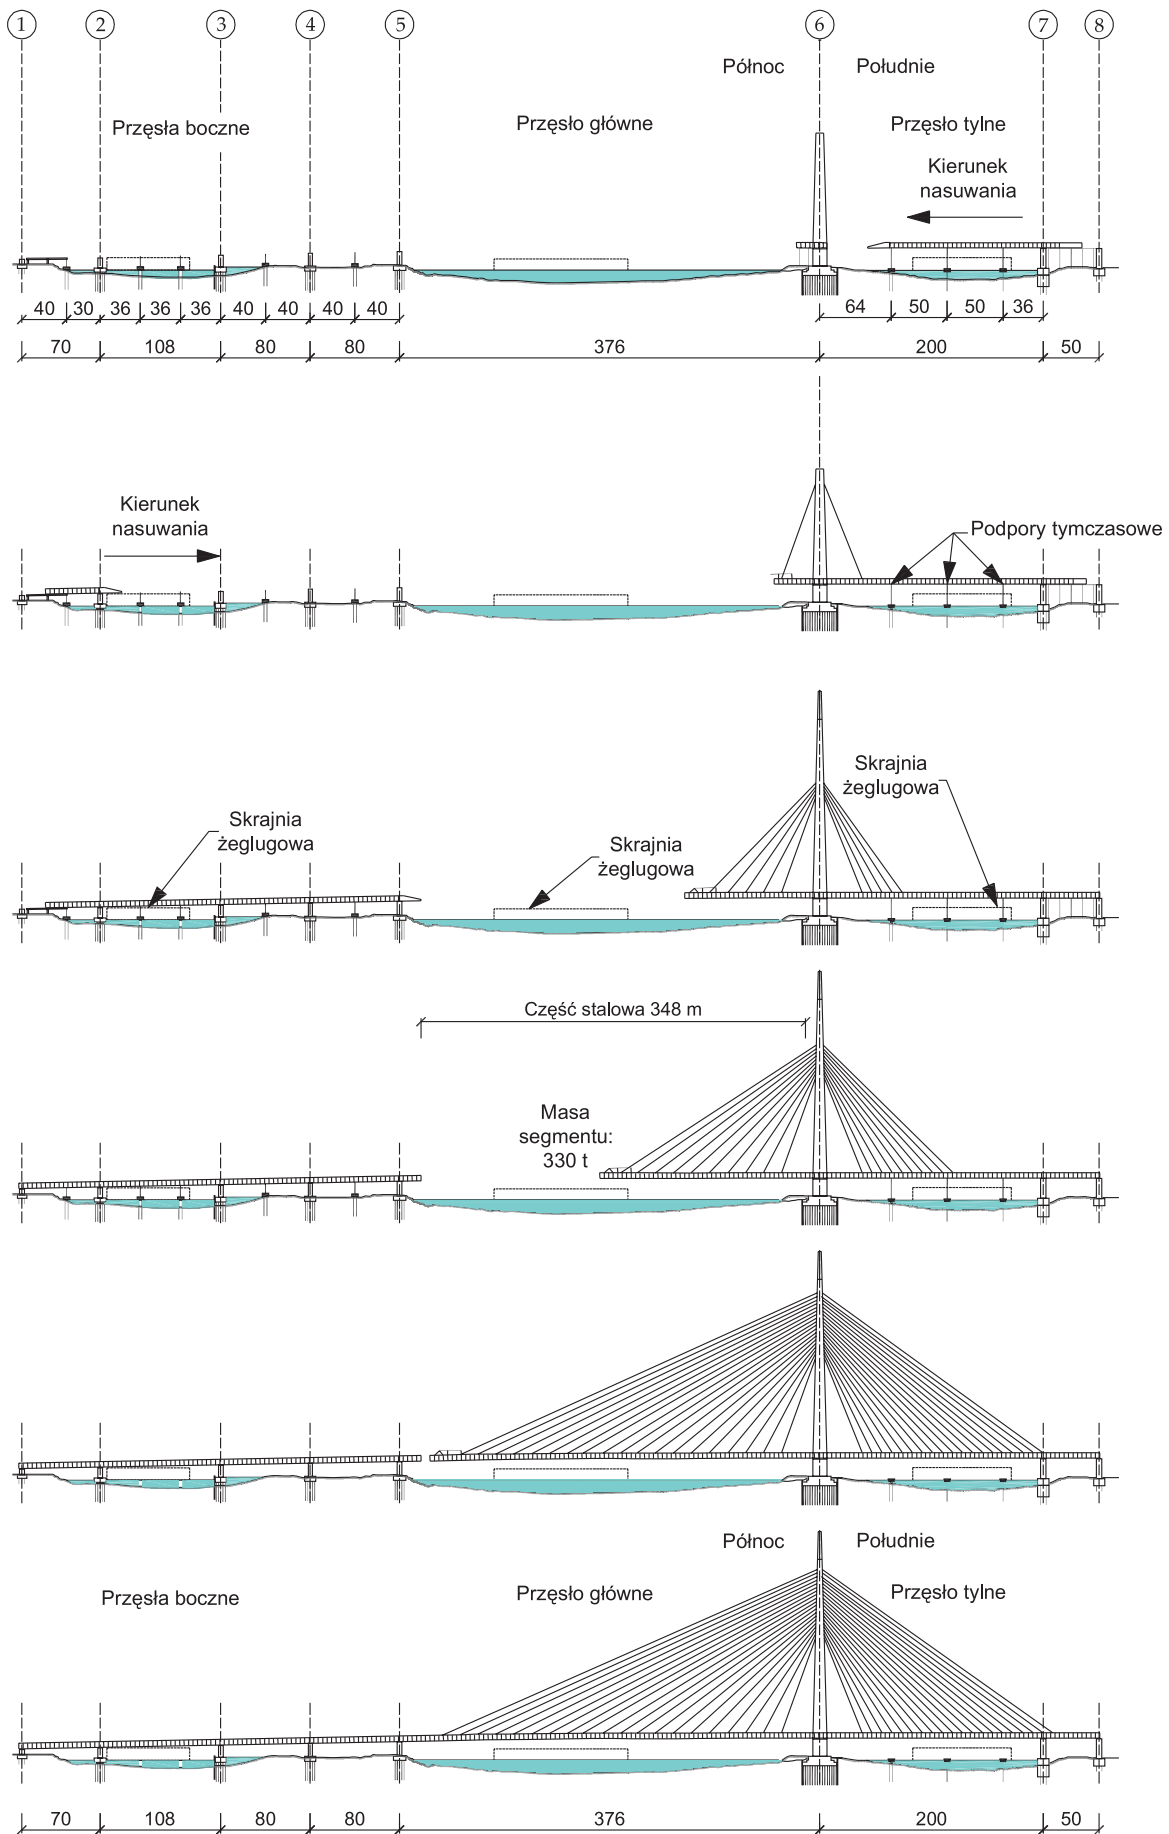 1 2 3 4 5 6 7 8
Północ Południe
Przęsła boczne Przęsło główne Przęsło tylne
Kierunek
nasuwania
40 30 36 36 36 40 40 40 40 64 50 50 36
70 108 80 80 376 200 50
Kierunek
nasuwania
Podpory tymczasowe
Skrajnia
żeglugowa
Skrajnia
żeglugowa
Skrajnia
żeglugowa
Część stalowa 348 m
Masa
segmentu:
330 t
Północ Południe
Przęsła boczne Przęsło główne Przęsło tylne
70 108 80 80 376 200 50